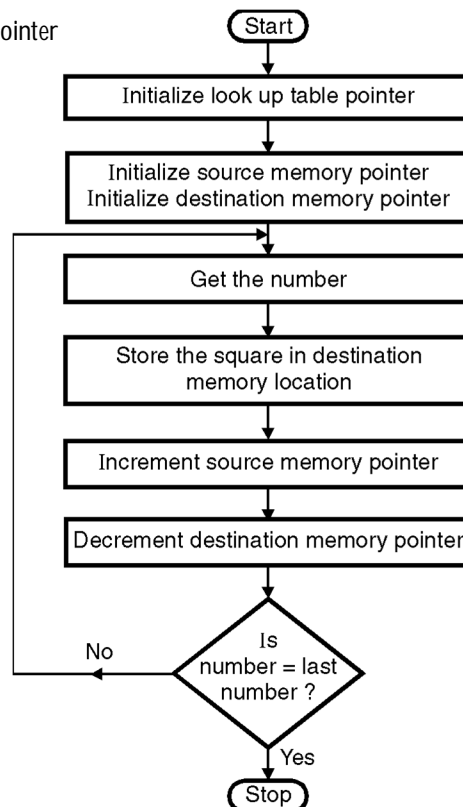 ointer
Start
Initialize look up table pointer
Initialize source memory pointer
Initialize destination memory pointer
Get the number
Store the square in destination
memory location
Increment source memory pointer
Decrement destination memory pointer
Is
number = last
number ?
No
Yes
Stop